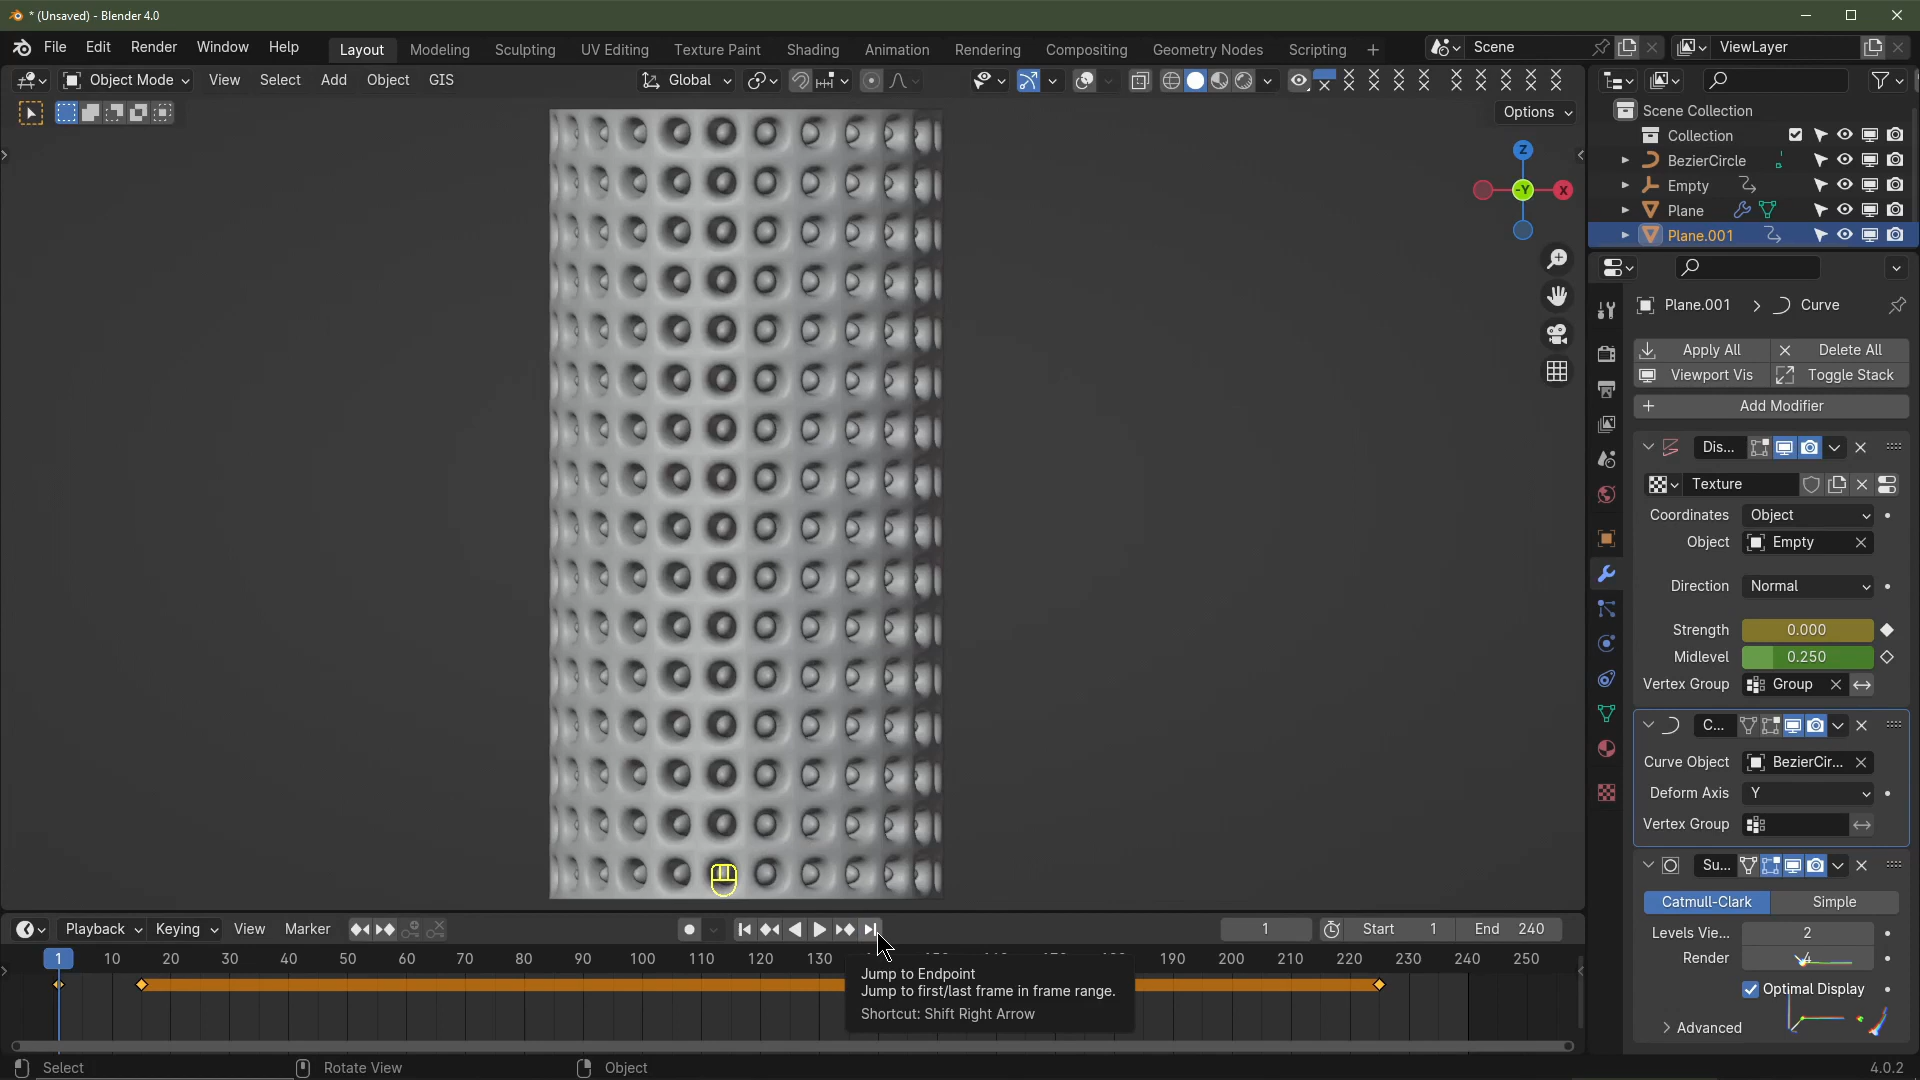 * (Unsaved) - Blender 4.0
File Edit Render Window Help Layout Modeling Sculpting UV Editing Texture Paint Shading Animation Rendering Compositing Geometry Nodes Scripting + Scene ViewLayer
Object Mode View Select Add Object GIS Global
Options
Z
-Y X
Scene Collection
Collection
BezierCircle
Empty
Plane
Plane.001
Plane.001 > Curve
Apply All Delete All
Viewport Vis Toggle Stack
+ Add Modifier
Dis...
Texture
Coordinates Object
Object Empty
Direction Normal
Strength 0.000
Midlevel 0.250
Vertex Group Group
C...
Curve Object BezierCir...
Deform Axis Y
Vertex Group
Su...
Catmull-Clark Simple
Levels Vie... 2
Render 4
Optimal Display
Advanced
Playback Keying View Marker 1 Start 1 End 240
1 10 20 30 40 50 60 70 80 90 100 110 120 130 190 200 210 220 230 240 250
Jump to Endpoint
Jump to first/last frame in frame range.
Shortcut: Shift Right Arrow
Select Rotate View Object 4.0.2